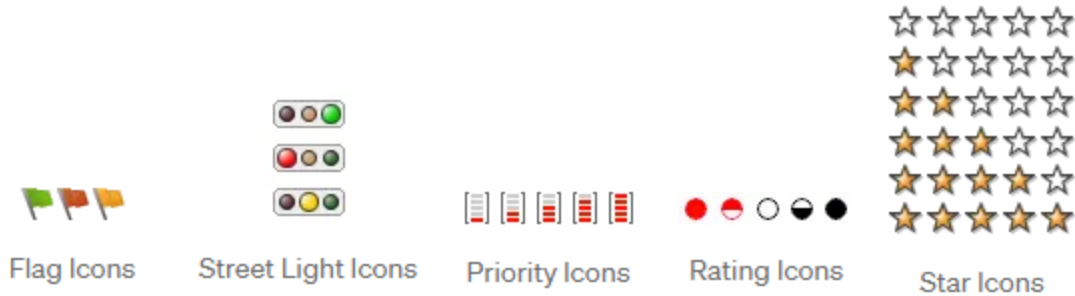 Flag Icons
Street Light Icons
Priority Icons
Rating Icons
Star Icons